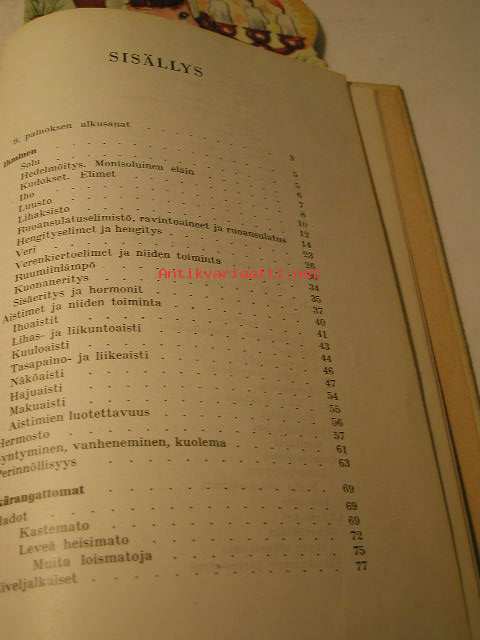 SISÄLLYS
9. painoksen alkusanat 3
Ihminen
Solu 5
Hedelmöitys. Monisoluinen eläin 5
Kudokset. Elimet 6
Iho 7
Luusto 8
Lihaksisto 10
Ruoansulatuselimistö, ravintoaineet ja ruoansulatus 12
Hengityselimet ja hengitys 14
Veri 23
Verenkiertoelimet ja niiden toiminta 26
Ruumiinlämpö
Kuonaneritys 34
Sisäeritys ja hormonit 35
Aistimet ja niiden toiminta 37
Ihoaistit 40
Lihas- ja liikuntoaisti 41
Kuuloaisti 43
Tasapaino- ja liikeaisti 44
Näköaisti 46
Hajuaisti 47
Makuaisti 54
Aistimien luotettavuus 55
Hermosto 56
yntyminen, vanheneminen, kuolema 57
Perinnöllisyys 61
63
kärangattomat 69
Madot 69
Kastemato 69
Leveä heisimato 72
Muita loismatoja 75
iveljalkaiset 77
Antikvariaatti.net